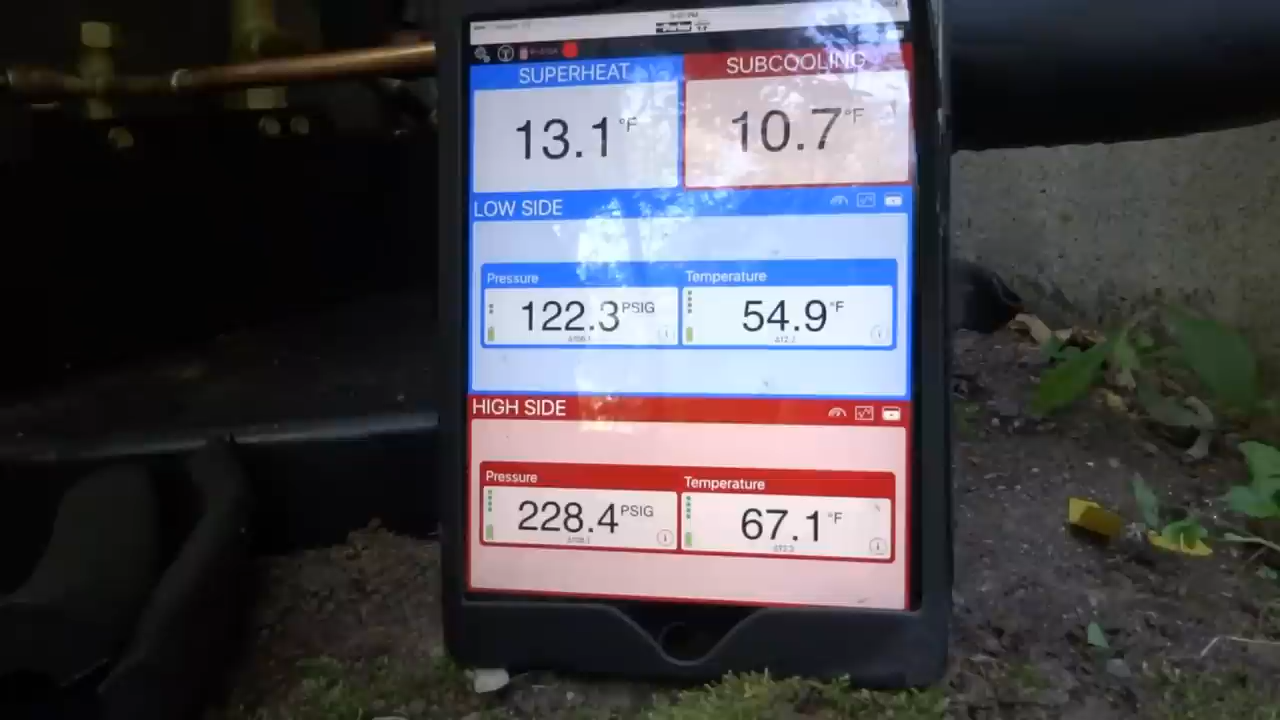 SUPERHEAT SUBCOOLING
13.1°F 10.7°F
LOW SIDE
Pressure Temperature
122.3 PSIG 54.9°F
HIGH SIDE
Pressure Temperature
228.4 PSIG 67.1°F